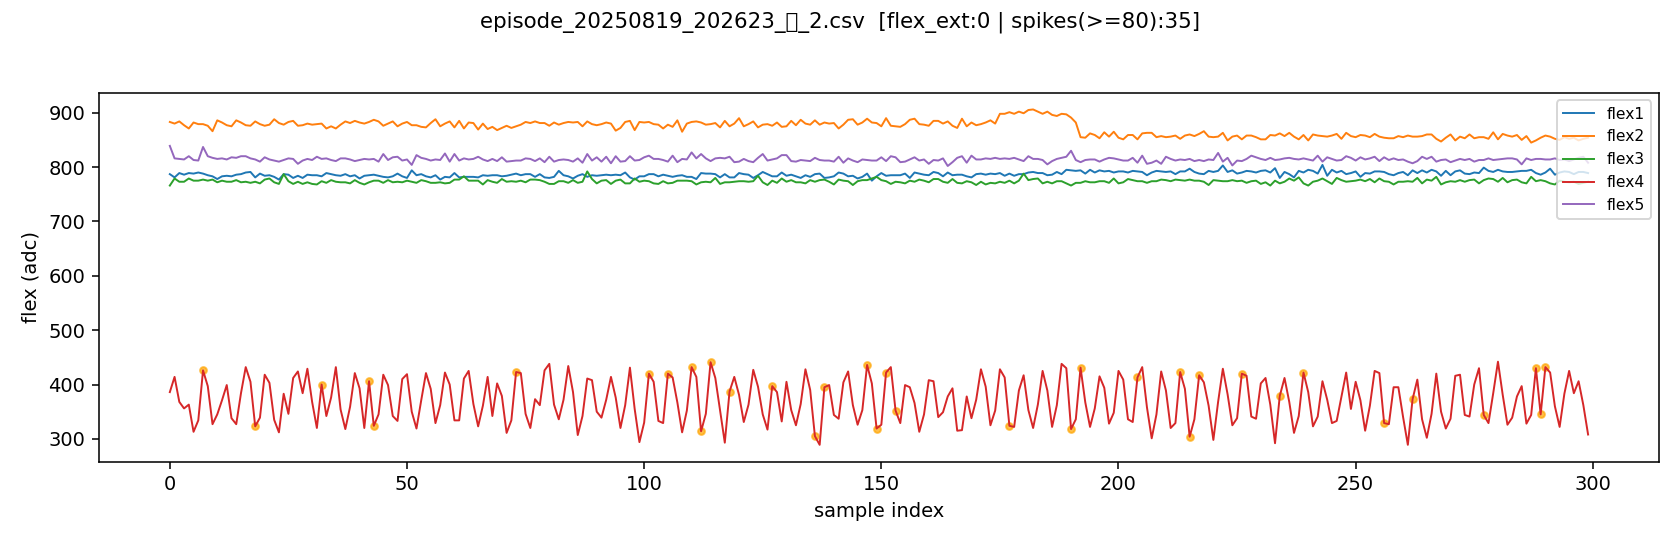 episode_20250819_202623_▯_2.csv [flex_ext:0 | spikes(>=80):35]
900
800
700
600
500
400
300
flex (adc)
0
50
100
150
200
250
300
sample index
flex1
flex2
flex3
flex4
flex5